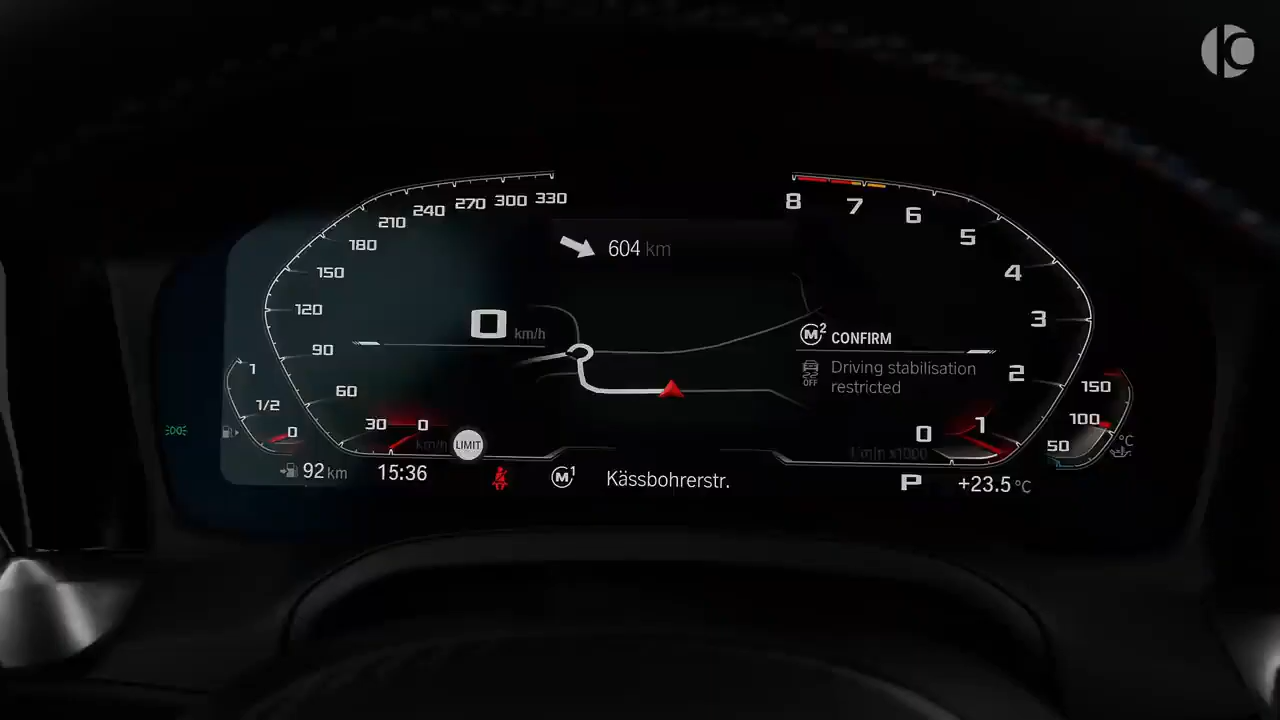 330
300
270
240
210
180
150
120
90
60
30
0
km/h
0 km/h
604 km
8
7
6
5
4
3
2
1
0
1/min x1000
M2 CONFIRM
OFF
Driving stabilisation
restricted
1
1/2
0
150
100
50
°C
LIMIT
92 km
15:36
M1
Kässbohrerstr.
P
+23.5 °C